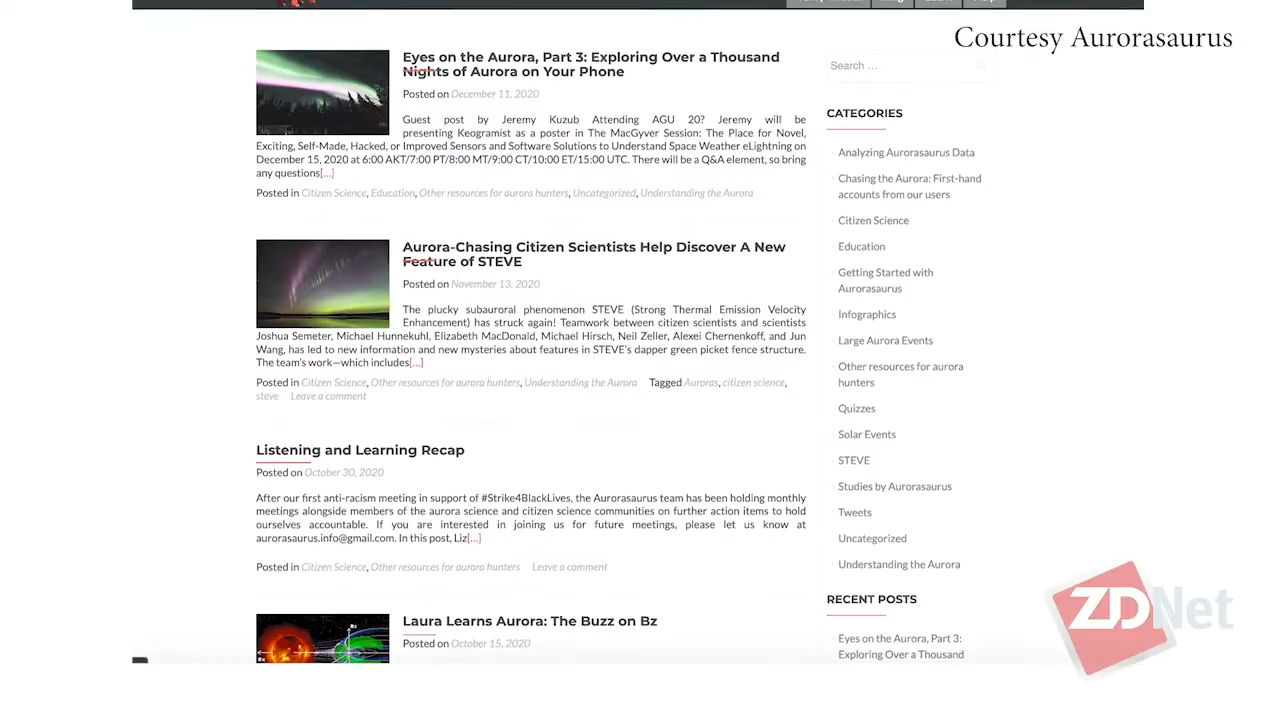 Courtesy Aurorasaurus
Eyes on the Aurora, Part 3: Exploring Over a Thousand
Nights of Aurora on Your Phone
Posted on December 11, 2020
Guest post by Jeremy Kuzub Attending AGU 20? Jeremy will be
presenting Keogramist as a poster in The MacGyver Session: The Place for Novel,
Exciting, Self-Made, Hacked, or Improved Sensors and Software Solutions to Understand Space Weather eLightning on
December 15, 2020 at 6:00 AKT/7:00 PT/8:00 MT/9:00 CT/10:00 ET/15:00 UTC. There will be a Q&A element, so bring
any questions[...]
Posted in Citizen Science, Education, Other resources for aurora hunters, Uncategorized, Understanding the Aurora
Aurora-Chasing Citizen Scientists Help Discover A New
Feature of STEVE
Posted on November 13, 2020
The plucky subauroral phenomenon STEVE (Strong Thermal Emission Velocity
Enhancement) has struck again! Teamwork between citizen scientists and scientists
Joshua Semeter, Michael Hunnekuhl, Elizabeth MacDonald, Michael Hirsch, Neil Zeller, Alexei Chernenkoff, and Jun
Wang, has led to new information and new mysteries about features in STEVE's dapper green picket fence structure.
The team's work—which includes[...]
Posted in Citizen Science, Other resources for aurora hunters, Understanding the Aurora Tagged Auroras, citizen science,
steve Leave a comment
Listening and Learning Recap
Posted on October 30, 2020
After our first anti-racism meeting in support of #Strike4BlackLives, the Aurorasaurus team has been holding monthly
meetings alongside members of the aurora science and citizen science communities on further action items to hold
ourselves accountable. If you are interested in joining us for future meetings, please let us know at
aurorasaurus.info@gmail.com. In this post, Liz[...]
Posted in Citizen Science, Other resources for aurora hunters Leave a comment
Laura Learns Aurora: The Buzz on Bz
Posted on October 15, 2020
Search ...
CATEGORIES
Analyzing Aurorasaurus Data
Chasing the Aurora: First-hand
accounts from our users
Citizen Science
Education
Getting Started with
Aurorasaurus
Infographics
Large Aurora Events
Other resources for aurora
hunters
Quizzes
Solar Events
STEVE
Studies by Aurorasaurus
Tweets
Uncategorized
Understanding the Aurora
RECENT POSTS
Eyes on the Aurora, Part 3:
Exploring Over a Thousand
ZDNet